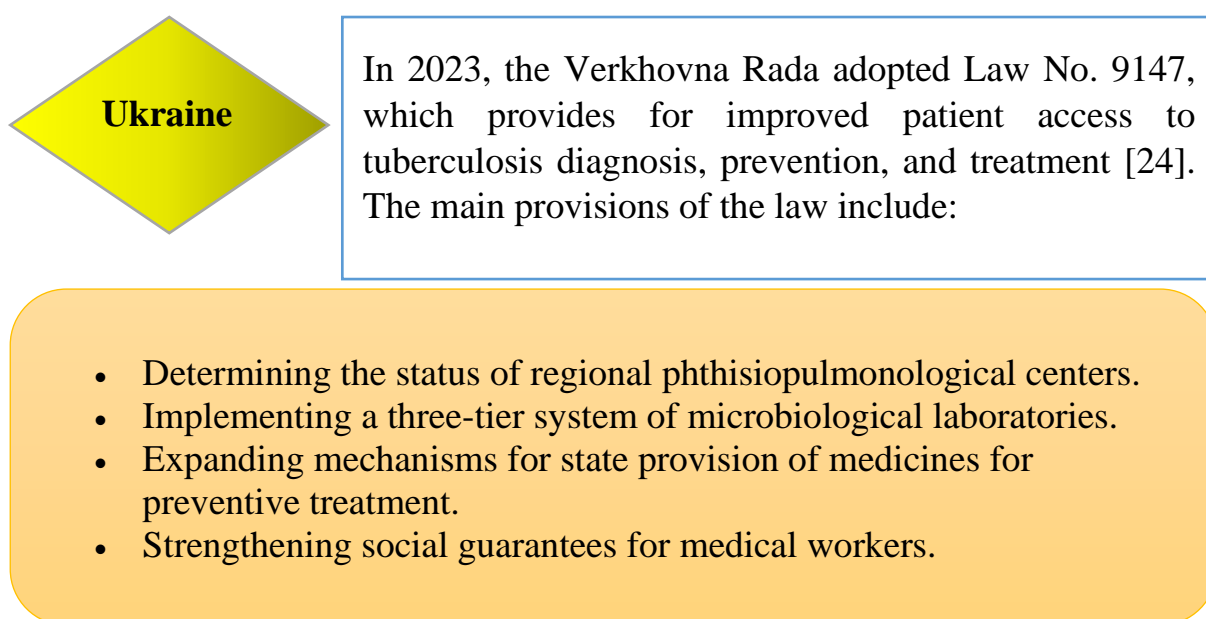 Ukraine
In 2023, the Verkhovna Rada adopted Law No. 9147,
which provides for improved patient access to
tuberculosis diagnosis, prevention, and treatment [24].
The main provisions of the law include:
• Determining the status of regional phthisiopulmonological centers.
• Implementing a three-tier system of microbiological laboratories.
• Expanding mechanisms for state provision of medicines for
preventive treatment.
• Strengthening social guarantees for medical workers.